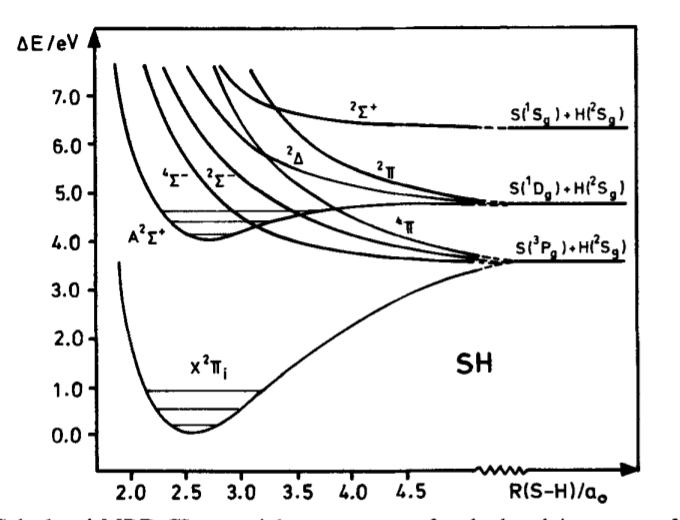 ΔE/eV
7.0
6.0
5.0
4.0
3.0
2.0
1.0
0.0
²Σ⁺
S(¹S_g)+H(²S_g)
²Δ
²π
⁴Σ⁻
²Σ⁻
S(¹D_g)+H(²S_g)
A²Σ⁺
⁴π
S(³P_g)+H(²S_g)
X²π_i
SH
2.0 2.5 3.0 3.5 4.0 4.5 R(S-H)/a₀